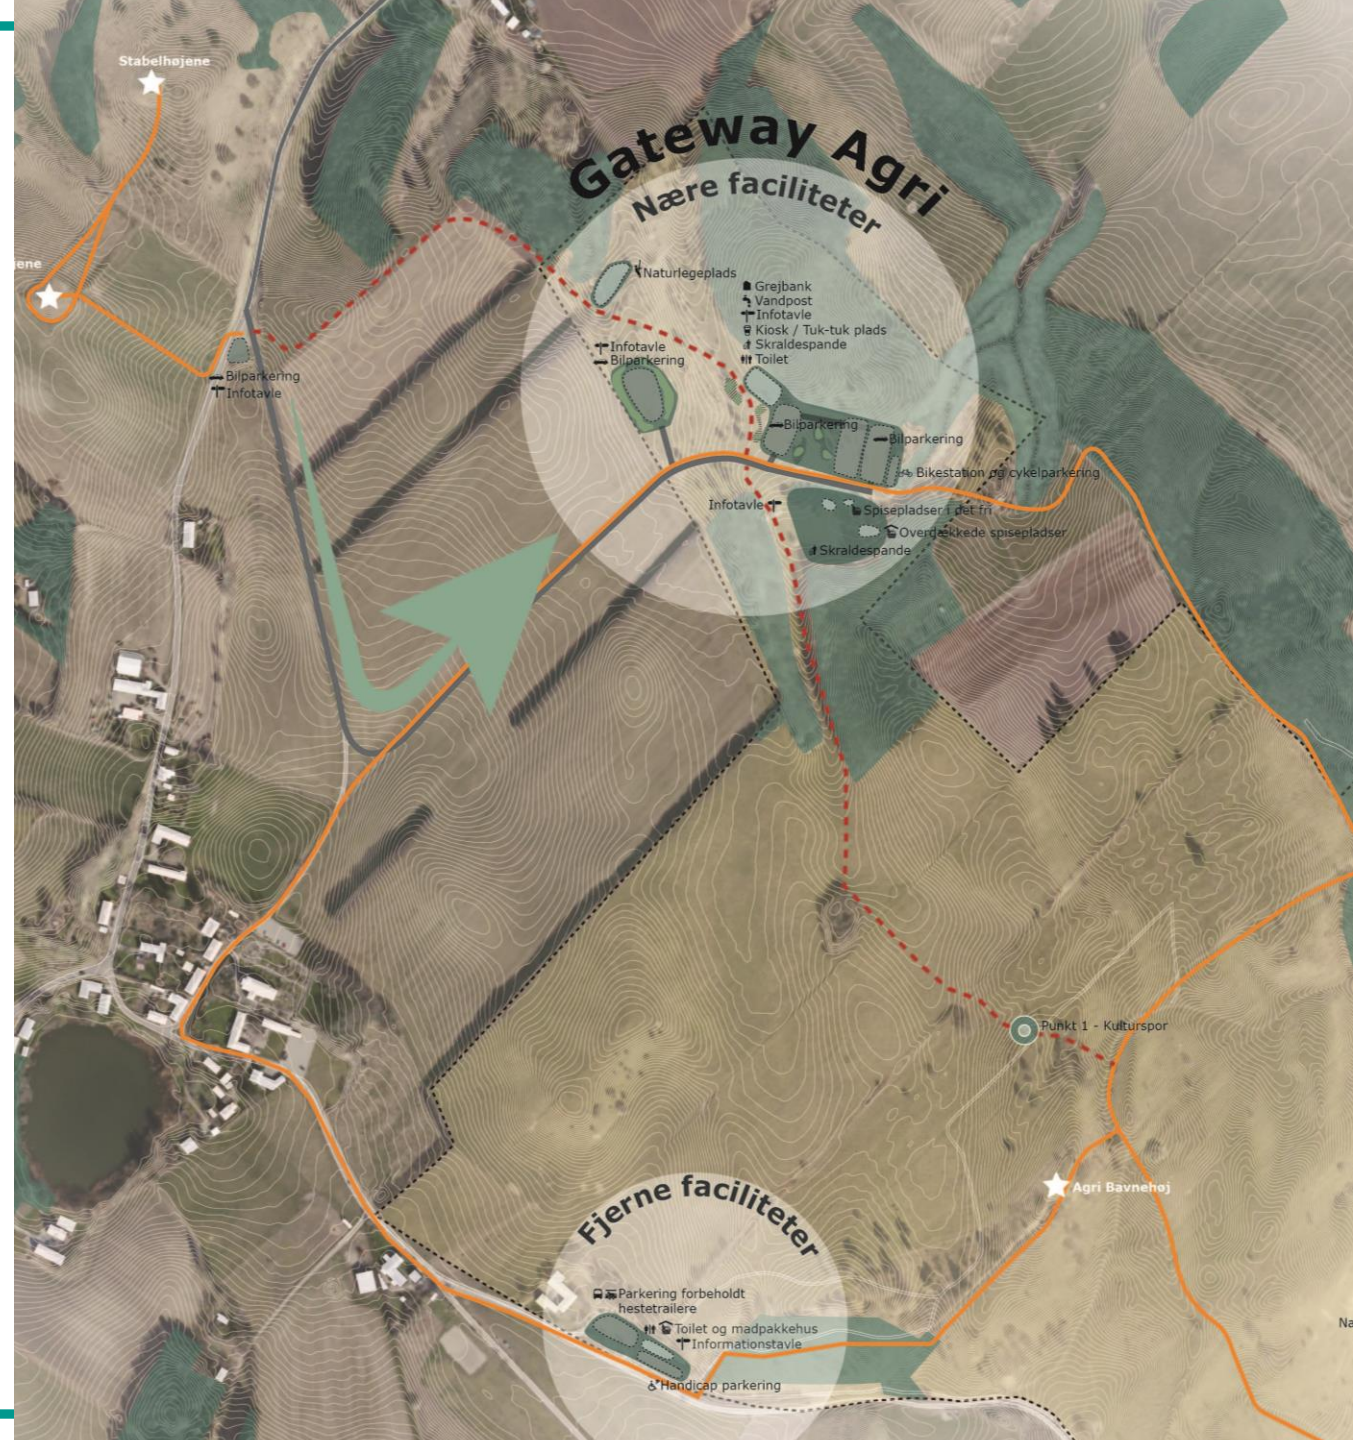 Stabelhøjene
Gateway Agri
Nære faciliteter
ene
Naturlegeplads
Grejbank
Vandpost
Infotavle
Kiosk / Tuk-tuk plads
Skraldespande
Toilet
Infotavle
Bilparkering
Bilparkering
Infotavle
Bilparkering
Bilparkering
Bikestation og cykelparkering
Infotavle
Spisepladser i det fri
Overdækkede spisepladser
Skraldespande
Punkt 1 - Kulturspor
Agri Bavnehøj
Fjerne faciliteter
Parkering forbeholdt
hestetrailere
Toilet og madpakkehus
Informationstavle
Handicap parkering
Na